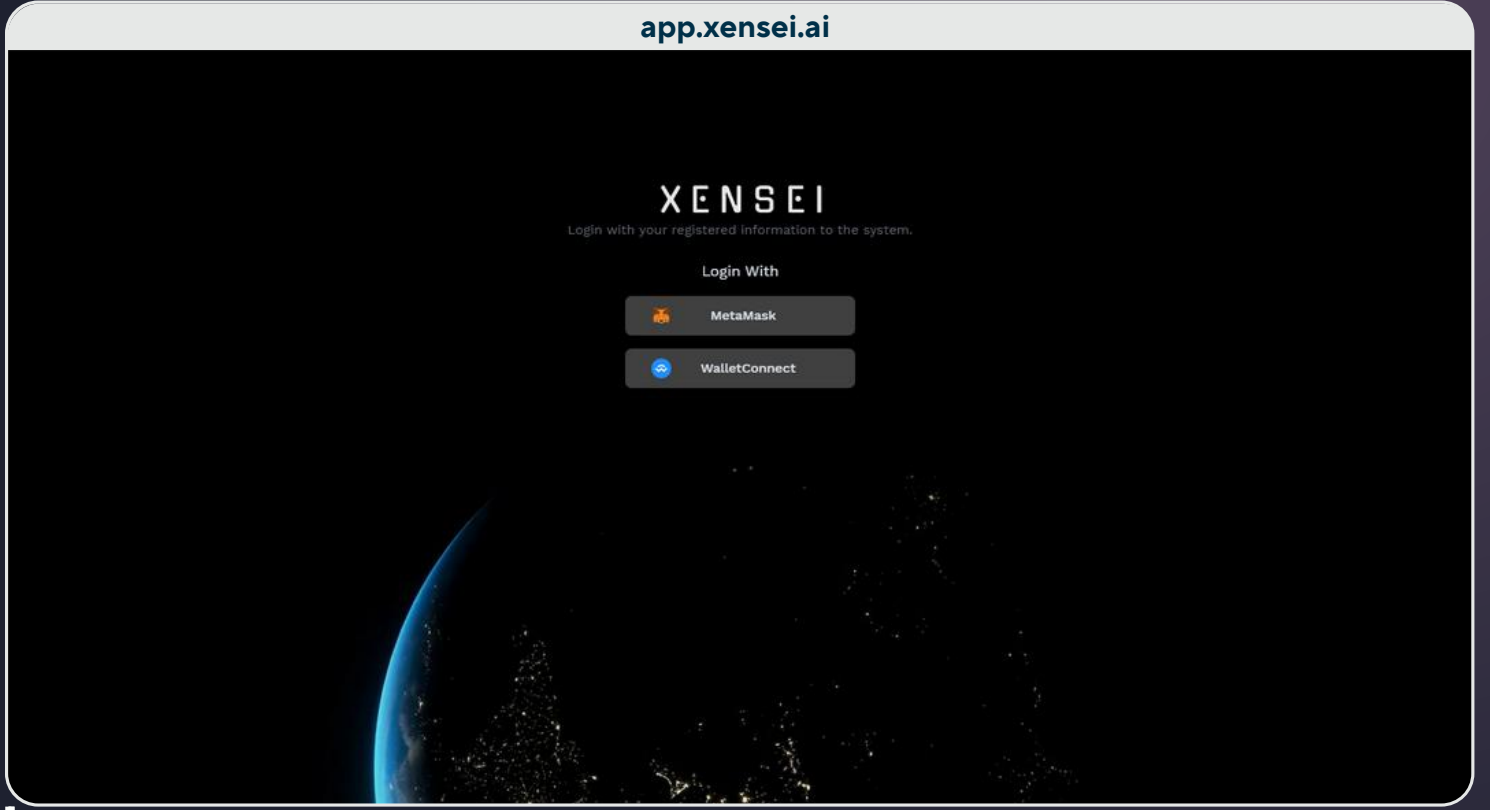 app.xensei.ai
XENSEI
Login with your registered information to the system.
Login With
MetaMask
WalletConnect